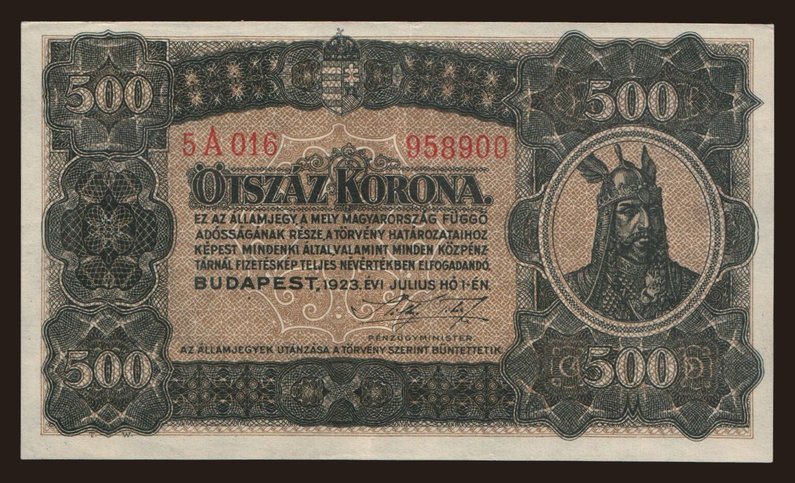 500
500
5 A 016
958900
ÖTSZÁZ KORONA.
EZ AZ ÁLLAMJEGY, A MELY MAGYARORSZÁG FÜGGŐ
ADÓSSÁGÁNAK RÉSZE, A TÖRVÉNY HATÁROZATAIHOZ
KÉPEST MINDENKI ÁLTAL, VALAMINT MINDEN KÖZPÉNZ-
TÁRNÁL FIZETÉSKÉP TELJES NÉVÉRTÉKBEN ELFOGADANDÓ.
BUDAPEST, 1923. ÉVI JULIUS HÓ 1-ÉN.
PÉNZÜGYMINISTER.
AZ ÁLLAMJEGYEK UTÁNZÁSA A TÖRVÉNY SZERINT BÜNTETTETIK.
500
500